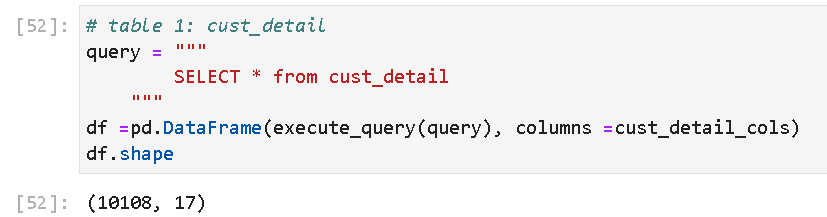 [52]: # table 1: cust_detail
query = """
SELECT * from cust_detail
"""
df =pd.DataFrame(execute_query(query), columns =cust_detail_cols)
df.shape
[52]: (10108, 17)